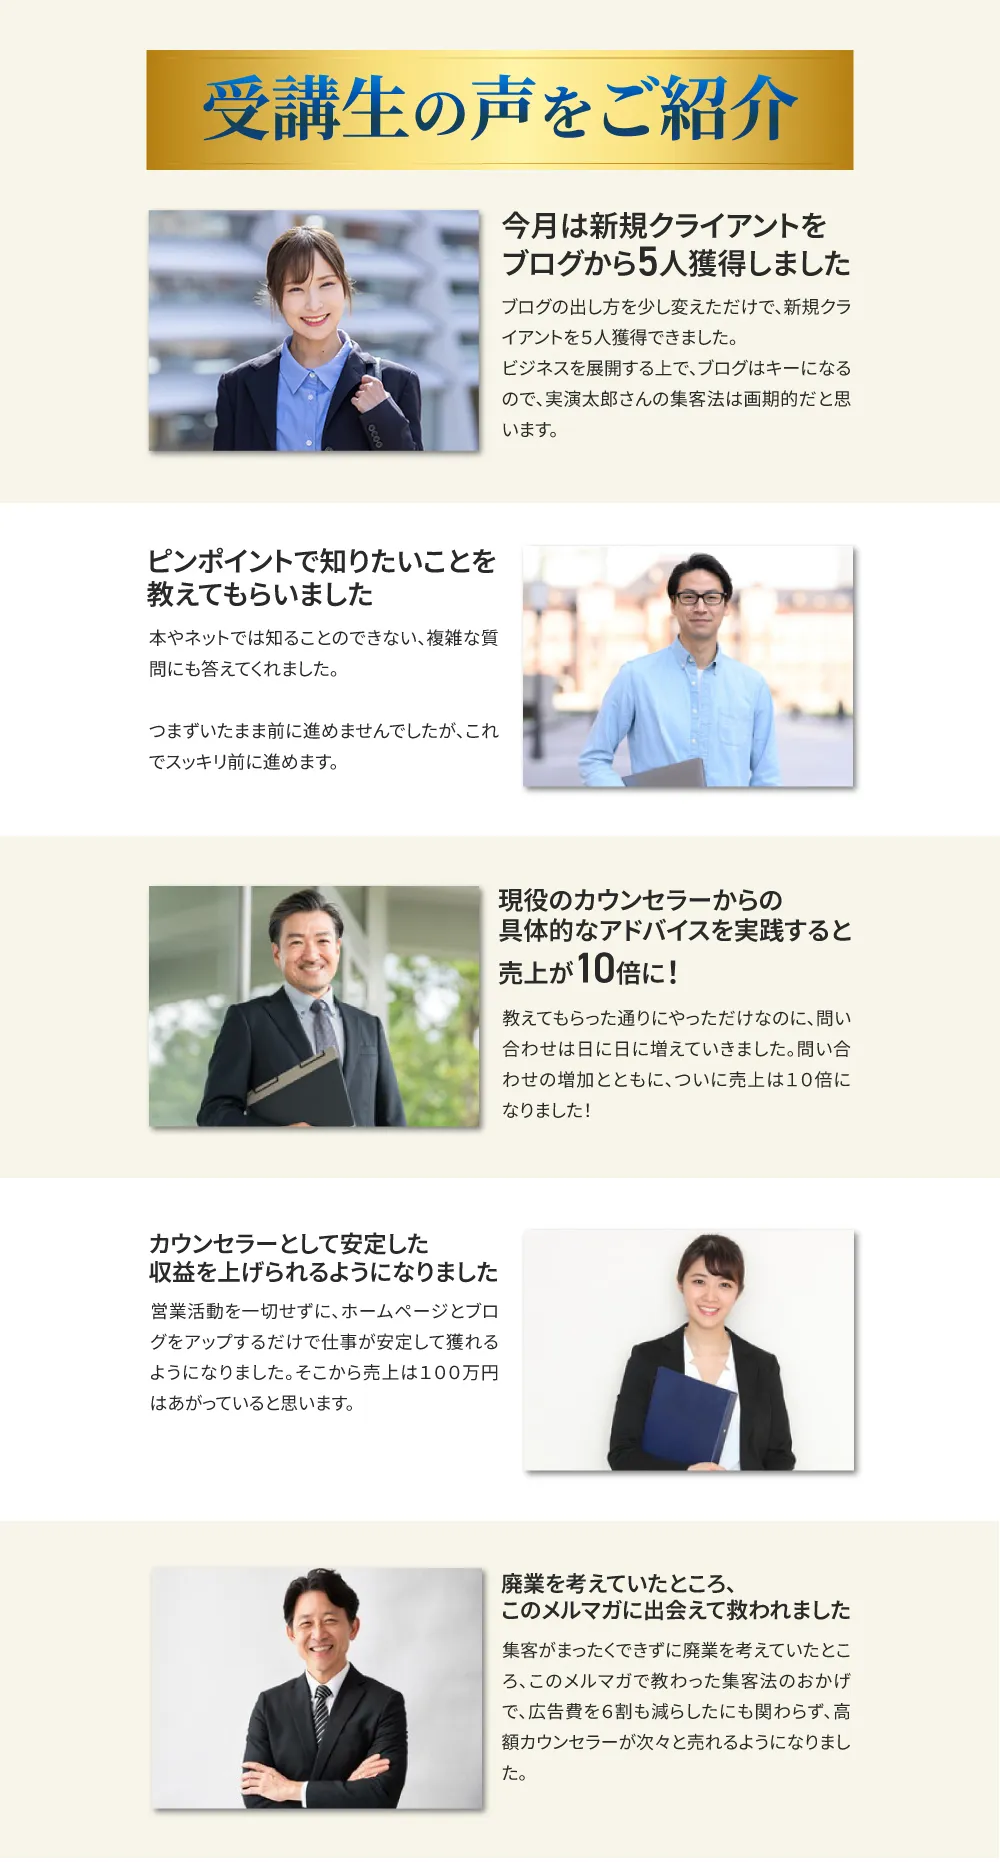 受講生の声をご紹介
今月は新規クライアントを
ブログから5人獲得しました
ブログの出し方を少し変えただけで、新規クラ
イアントを５人獲得できました。
ビジネスを展開する上で、ブログはキーになる
ので、実演太郎さんの集客法は画期的だと思
います。
ピンポイントで知りたいことを
教えてもらいました
本やネットでは知ることのできない、複雑な質
問にも答えてくれました。
つまずいたまま前に進めませんでしたが、これ
でスッキリ前に進めます。
現役のカウンセラーからの
具体的なアドバイスを実践すると
売上が10倍に！
教えてもらった通りにやっただけなのに、問い
合わせは日に日に増えていきました。問い合
わせの増加とともに、ついに売上は１０倍に
なりました！
カウンセラーとして安定した
収益を上げられるようになりました
営業活動を一切せずに、ホームページとブロ
グをアップするだけで仕事が安定して獲れる
ようになりました。そこから売上は１００万円
はあがっていると思います。
廃業を考えていたところ、
このメルマガに出会えて救われました
集客がまったくできずに廃業を考えていたとこ
ろ、このメルマガで教わった集客法のおかげ
で、広告費を６割も減らしたにも関わらず、高
額カウンセラーが次々と売れるようになりまし
た。